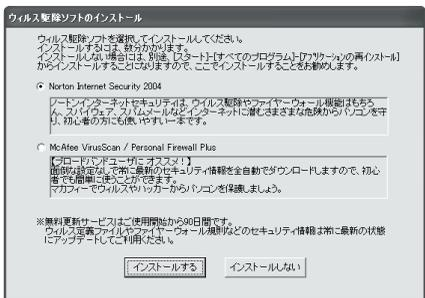 ウィルス駆除ソフトのインストール
ウィルス駆除ソフトを選択してインストールしてください。
インストールするには、数分かかります。
インストールしない場合には、別途、[スタート]-[すべてのプログラム]-[ｱﾌﾟﾘｹｰｼｮﾝの再ｲﾝｽﾄｰﾙ]
からインストールすることになりますので、ここでインストールすることをお勧めします。
Norton Internet Security 2004
ノートンインターネットセキュリティは、ウイルス駆除やファイヤーウォール機能はもちろ
ん、スパイウェア、スパムメールなどインターネットに潜むさまざまな危険からパソコンを守
り、初心者の方にも使いやすい一本です。
McAfee VirusScan / Personal Firewall Plus
【ブロードバンドユーザに オススメ！】
面倒な設定なしで常に最新のセキュリティ情報を全自動でダウンロードしますので、初心
者でも簡単に使うことができます。
マカフィーでウィルスやハッカーからパソコンを保護しましょう。
※無料更新サービスはご使用開始から90日間です。
ウィルス定義ファイルやファイヤーウォール規則などのセキュリティ情報は常に最新の状態
にアップデートしてご利用ください。
インストールする
インストールしない